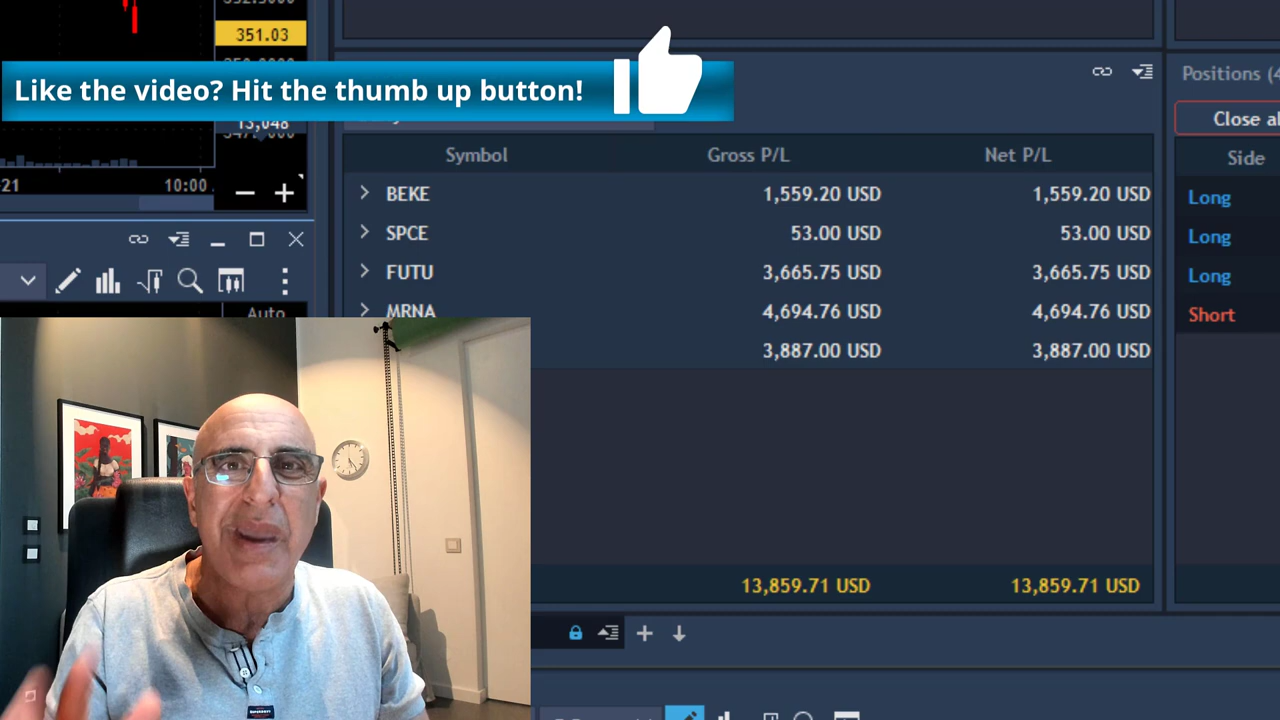 351.03
Like the video? Hit the thumb up button!
13,048
21
10:00
Auto
Symbol Gross P/L Net P/L
BEKE 1,559.20 USD 1,559.20 USD
SPCE 53.00 USD 53.00 USD
FUTU 3,665.75 USD 3,665.75 USD
MRNA 4,694.76 USD 4,694.76 USD
3,887.00 USD 3,887.00 USD
13,859.71 USD 13,859.71 USD
Positions (4
Close al
Side
Long
Long
Long
Short